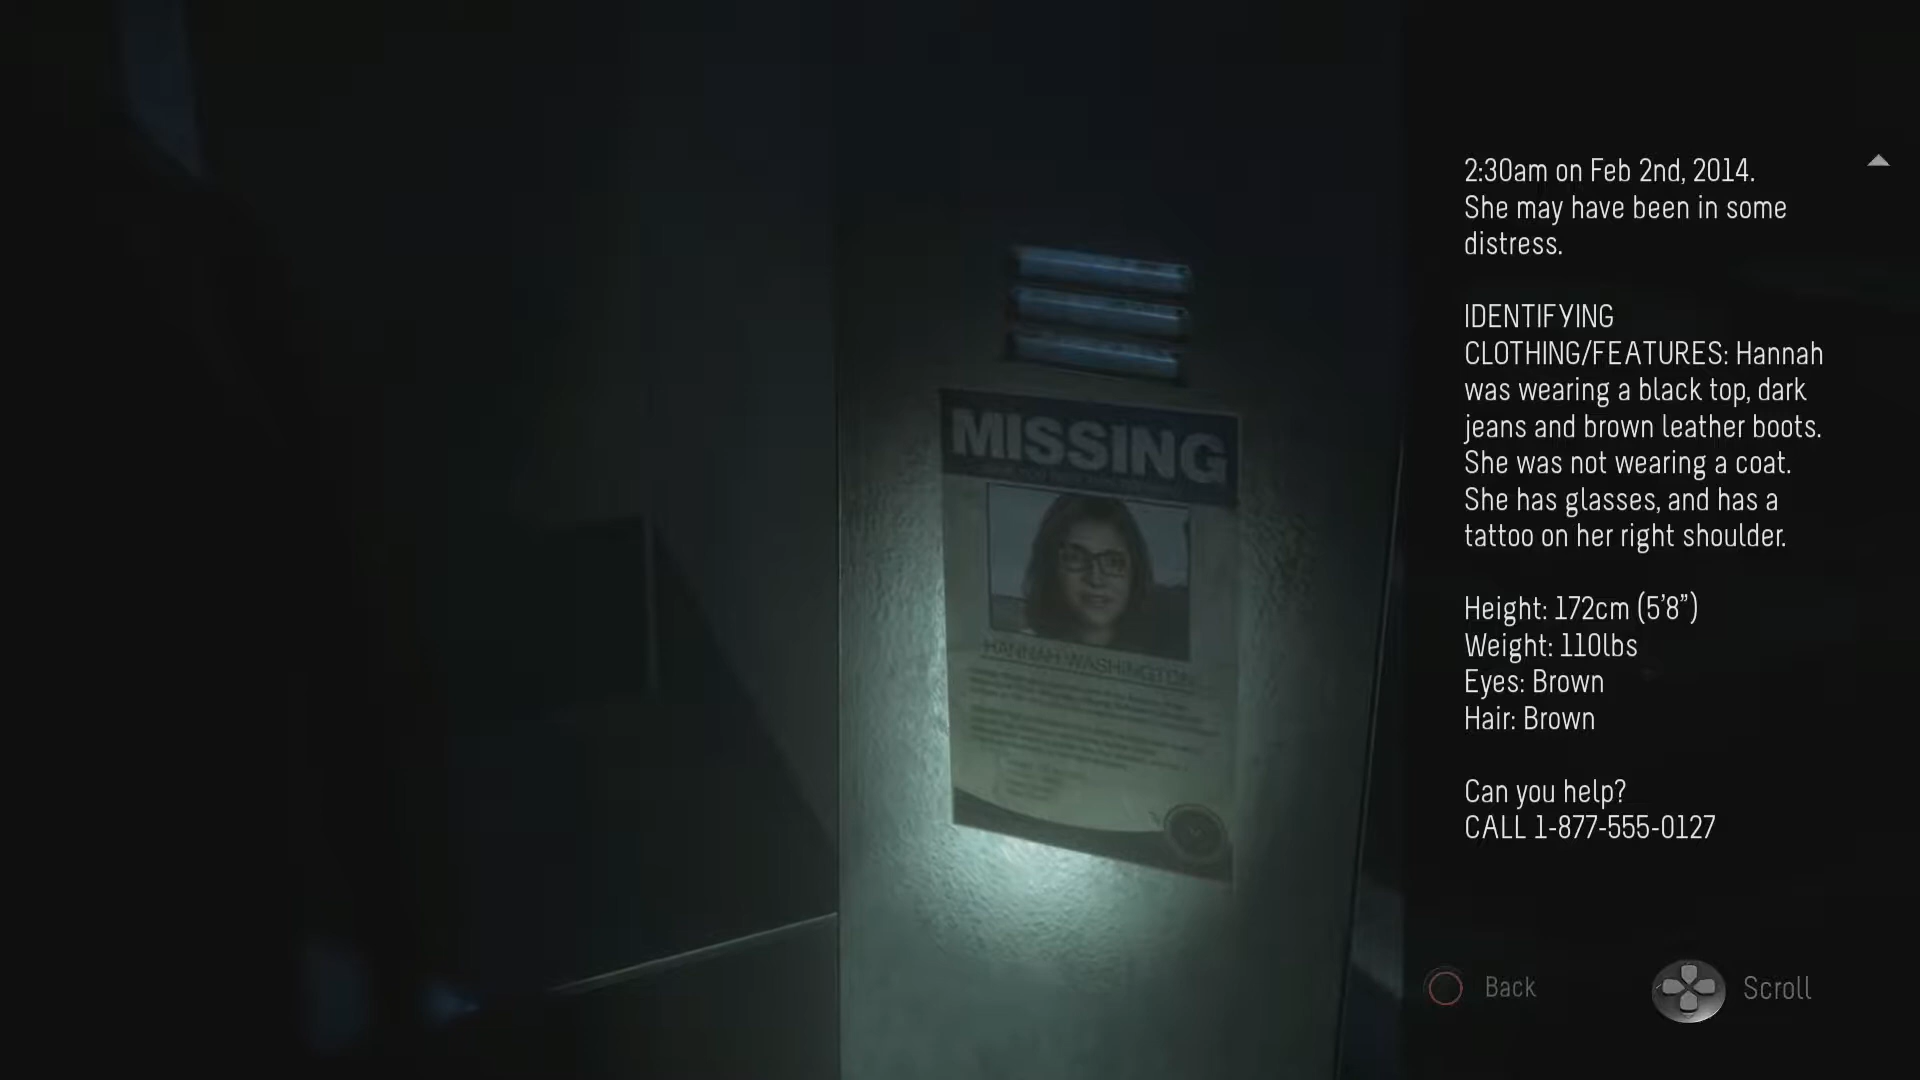 MISSING
HANNAH WASHINGTON
2:30am on Feb 2nd, 2014.
She may have been in some
distress.
IDENTIFYING
CLOTHING/FEATURES: Hannah
was wearing a black top, dark
jeans and brown leather boots.
She was not wearing a coat.
She has glasses, and has a
tattoo on her right shoulder.
Height: 172cm (5’8”)
Weight: 110lbs
Eyes: Brown
Hair: Brown
Can you help?
CALL 1-877-555-0127
Back
Scroll